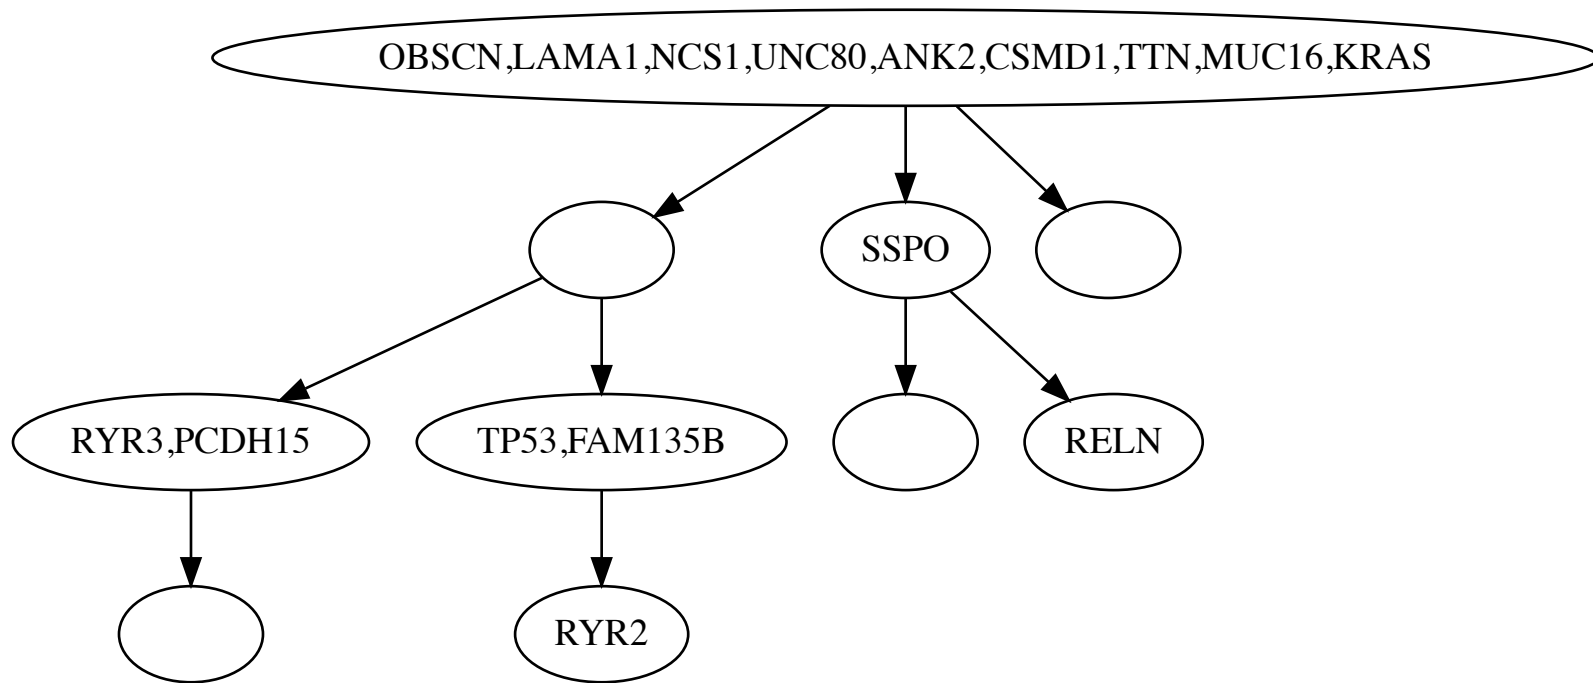 OBSCN,LAMA1,NCS1,UNC80,ANK2,CSMD1,TTN,MUC16,KRAS
SSPO
RYR3,PCDH15
TP53,FAM135B
RELN
RYR2